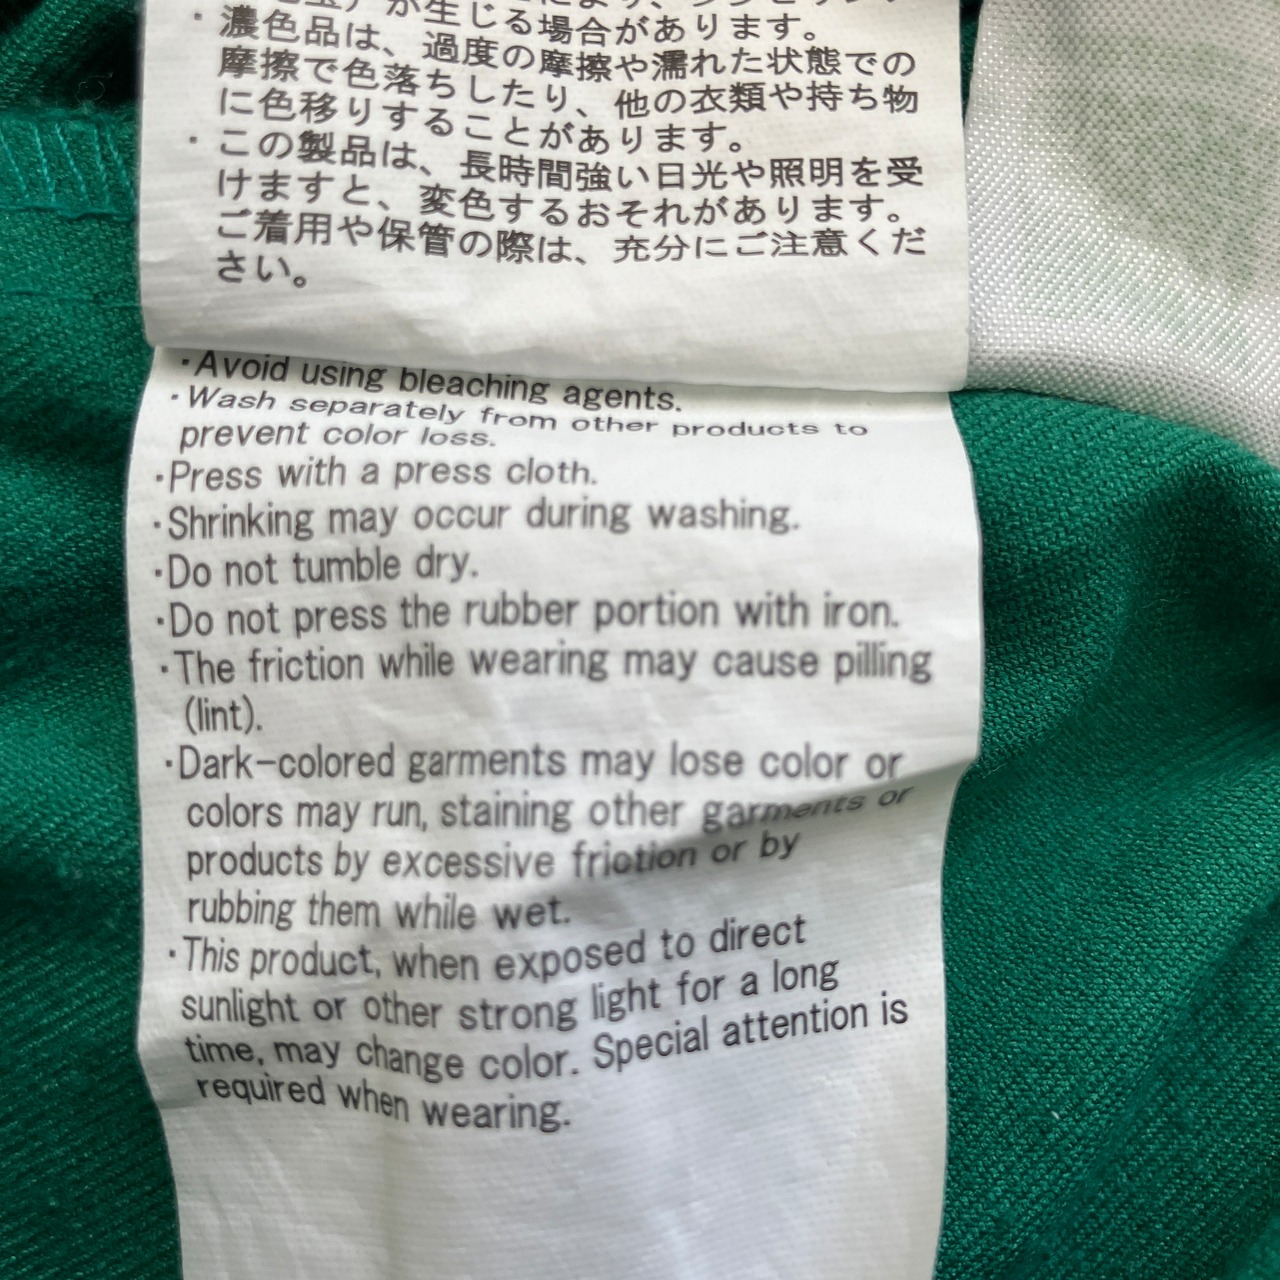 が生じる場合があります。
・濃色品は、過度の摩擦や濡れた状態での
摩擦で色落ちしたり、他の衣類や持ち物
に色移りすることがあります。
・この製品は、長時間強い日光や照明を受
けますと、変色するおそれがあります。
ご着用や保管の際は、充分にご注意くだ
さい。
・Avoid using bleaching agents.
・Wash separately from other products to
prevent color loss.
・Press with a press cloth.
・Shrinking may occur during washing.
・Do not tumble dry.
・Do not press the rubber portion with iron.
・The friction while wearing may cause pilling
(lint).
・Dark-colored garments may lose color or
colors may run, staining other garments or
products by excessive friction or by
rubbing them while wet.
・This product, when exposed to direct
sunlight or other strong light for a long
time, may change color. Special attention is
required when wearing.